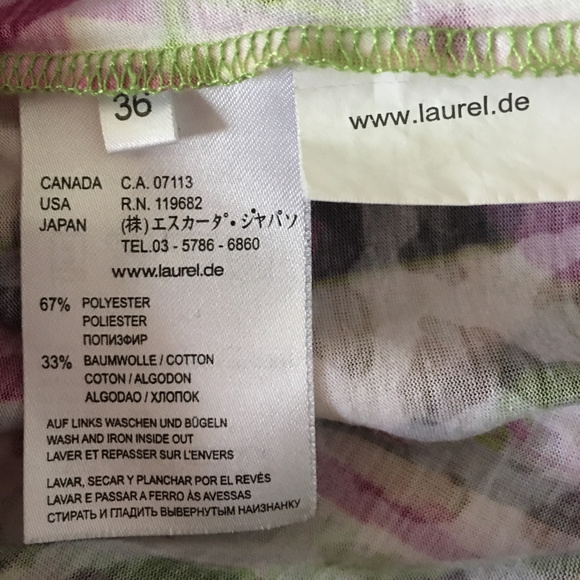 36
www.laurel.de
CANADA C.A. 07113
USA R.N. 119682
JAPAN (株)エスカーダ・ジャパン
TEL.03 - 5786 - 6860
www.laurel.de
67% POLYESTER
POLIESTER
ПОПИЗФИР
33% BAUMWOLLE / COTTON
COTON / ALGODON
ALGODAO / ХЛОПОК
AUF LINKS WASCHEN UND BÜGELN
WASH AND IRON INSIDE OUT
LAVER ET REPASSER SUR L'ENVERS
LAVAR, SECAR Y PLANCHAR POR EL REVÉS
LAVAR E PASSAR A FERRO ÀS AVESSAS
СТИРАТЬ И ГЛАДИТЬ ВЫВЕРНУТЫМ НАИЗНАНКУ